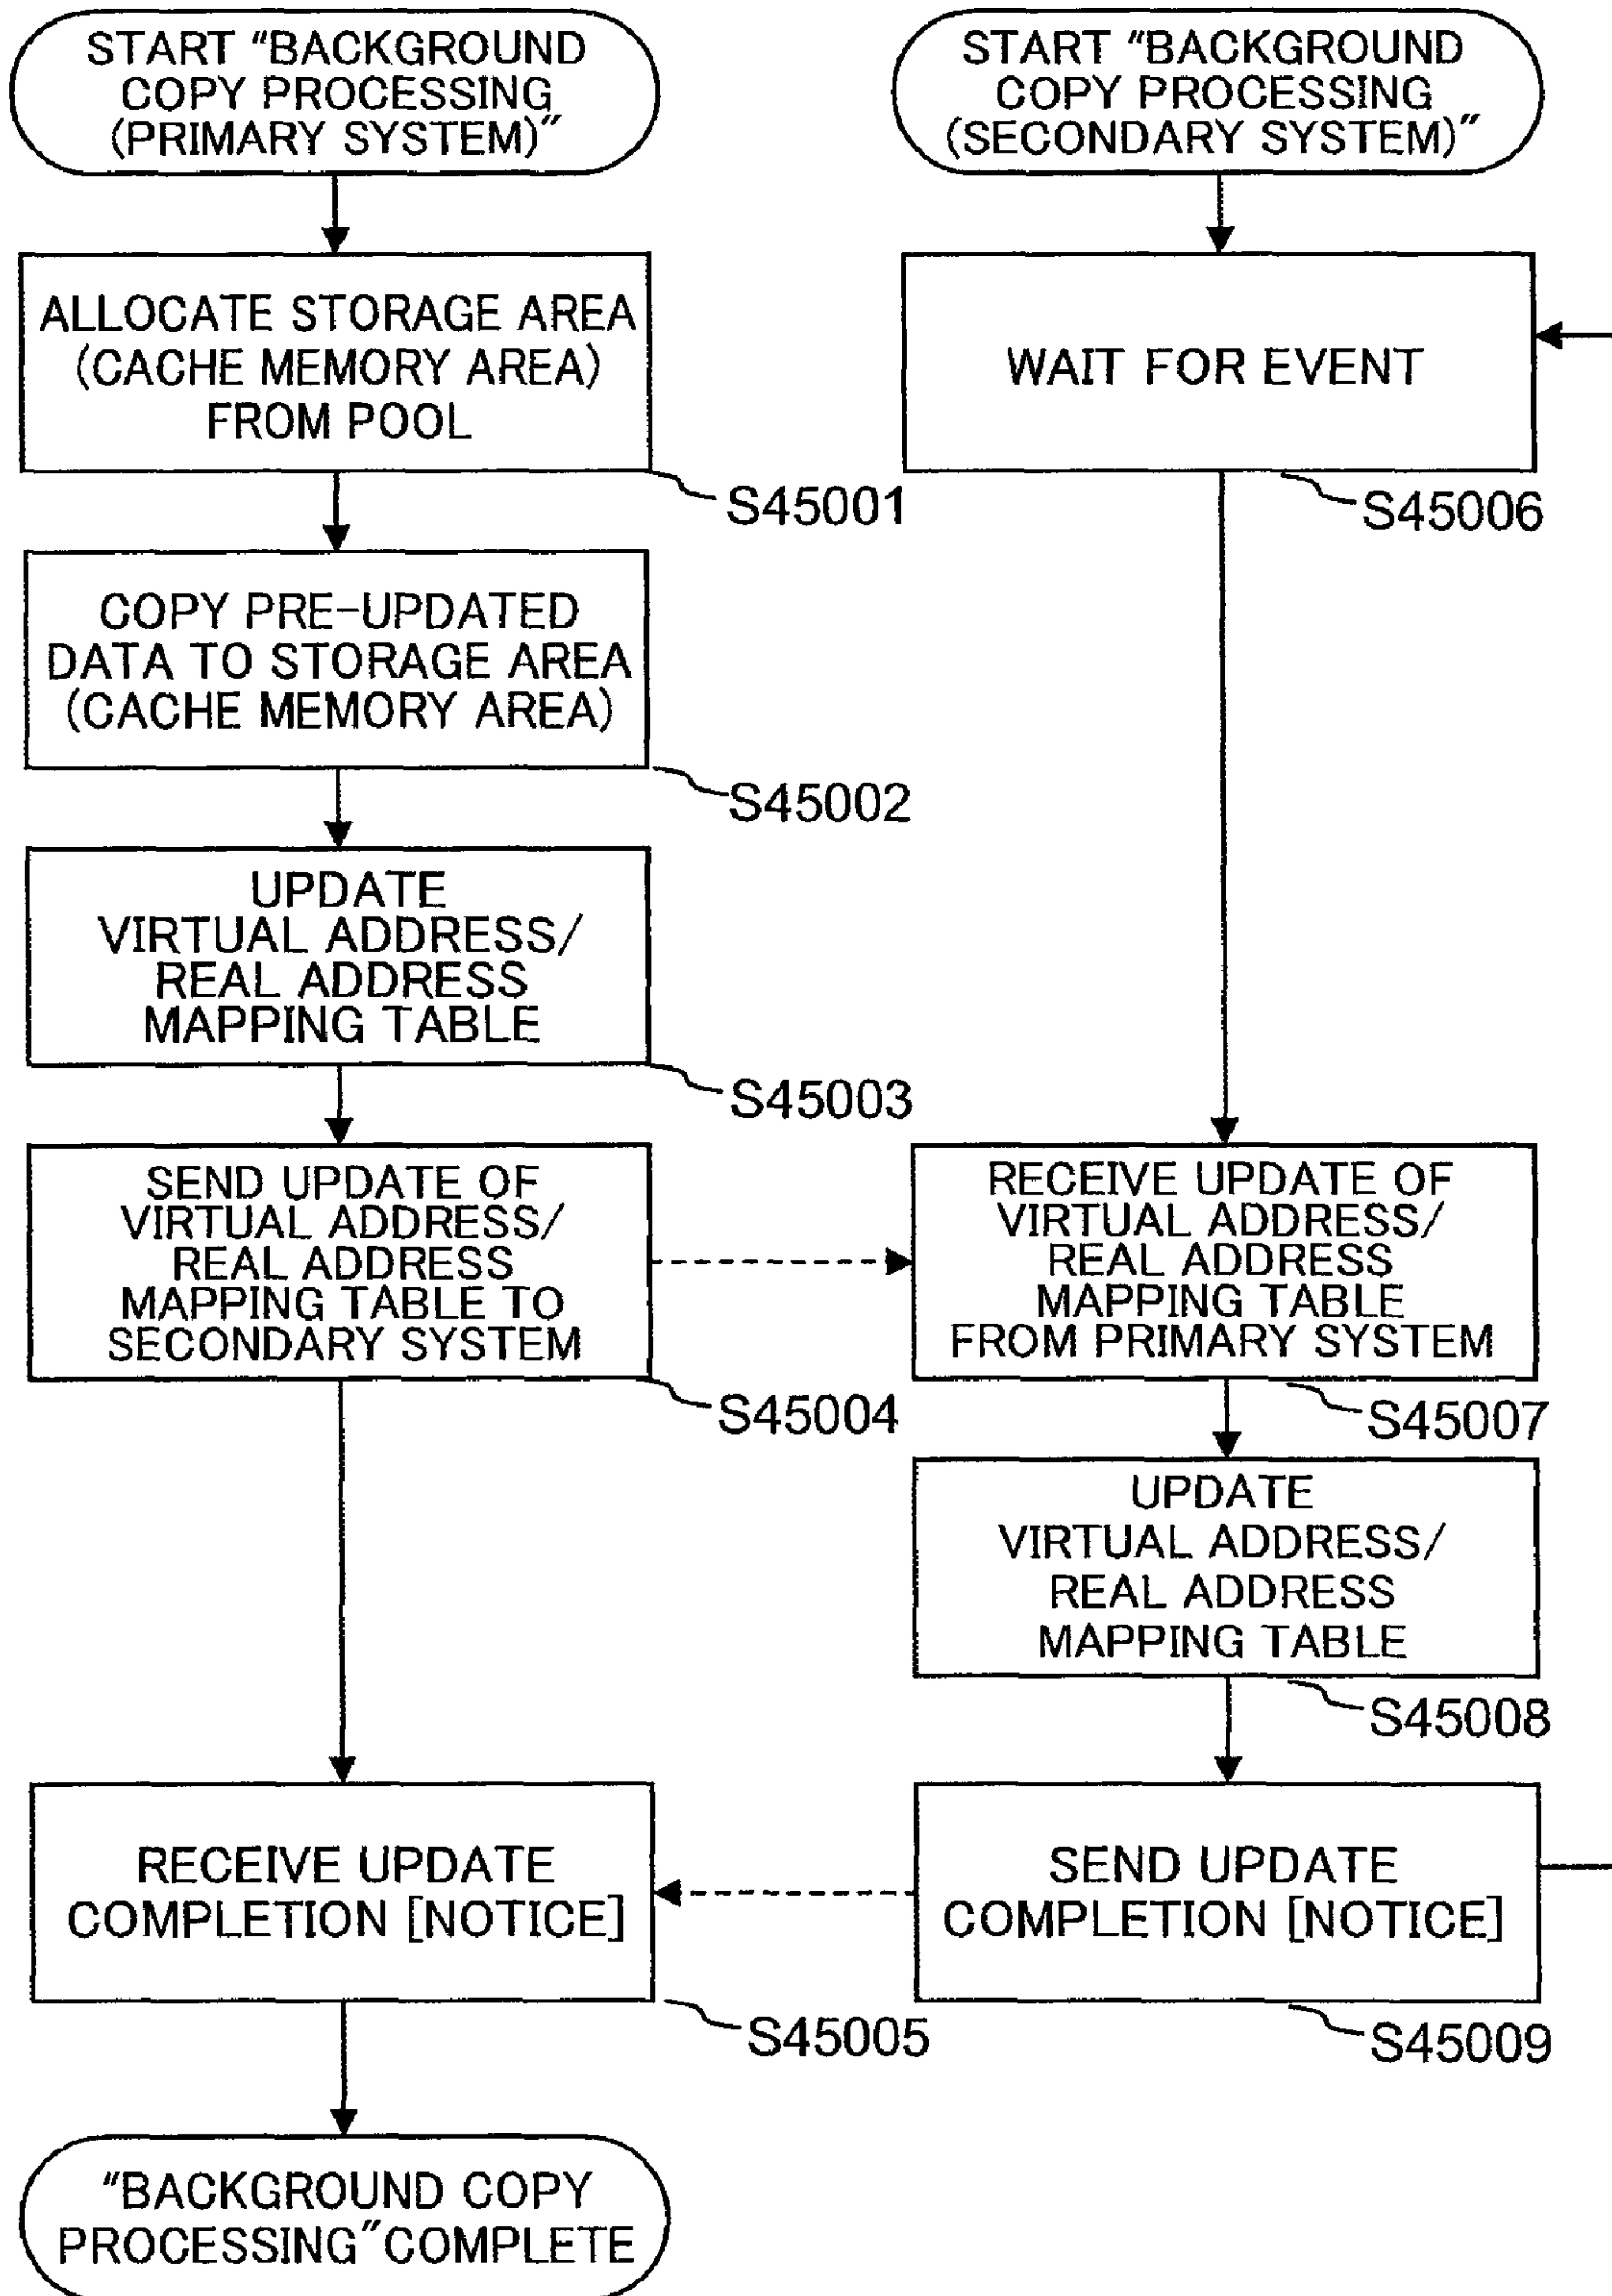 START "BACKGROUND
COPY PROCESSING
(PRIMARY SYSTEM)"
ALLOCATE STORAGE AREA
(CACHE MEMORY AREA)
FROM POOL
S45001
COPY PRE-UPDATED
DATA TO STORAGE AREA
(CACHE MEMORY AREA)
S45002
UPDATE
VIRTUAL ADDRESS/
REAL ADDRESS
MAPPING TABLE
S45003
SEND UPDATE OF
VIRTUAL ADDRESS/
REAL ADDRESS
MAPPING TABLE TO
SECONDARY SYSTEM
S45004
RECEIVE UPDATE
COMPLETION [NOTICE]
S45005
"BACKGROUND COPY
PROCESSING" COMPLETE
START "BACKGROUND
COPY PROCESSING
(SECONDARY SYSTEM)"
WAIT FOR EVENT
S45006
RECEIVE UPDATE OF
VIRTUAL ADDRESS/
REAL ADDRESS
MAPPING TABLE
FROM PRIMARY SYSTEM
S45007
UPDATE
VIRTUAL ADDRESS/
REAL ADDRESS
MAPPING TABLE
S45008
SEND UPDATE
COMPLETION [NOTICE]
S45009